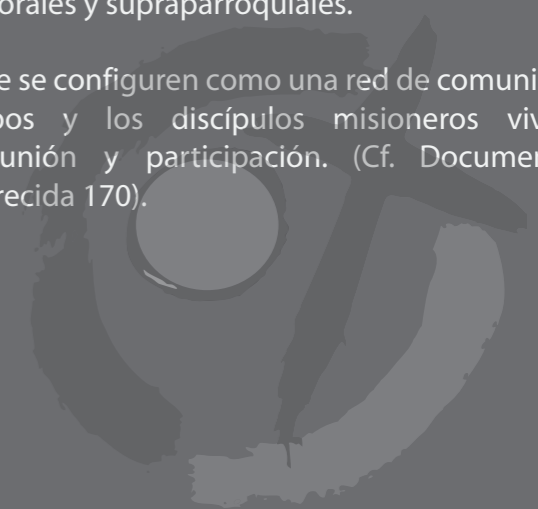 orales y supraparroquiales.
e se configuren como una red de comuni
pos y los discípulos misioneros viv
unión y participación. (Cf. Documen
recida 170).